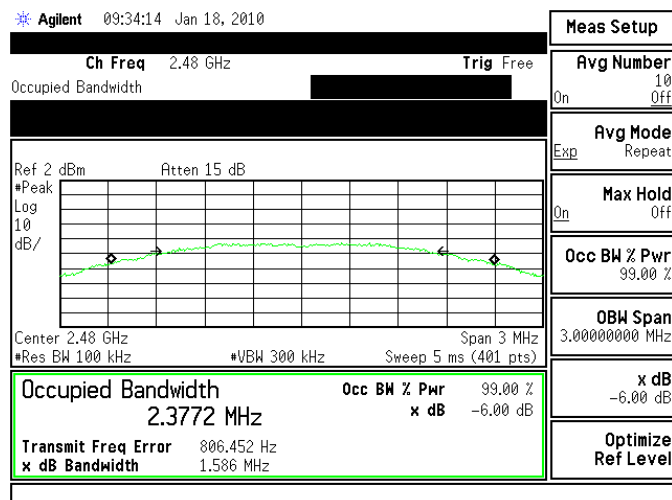 Agilent 09:34:14 Jan 18, 2010
Meas Setup
Ch Freq 2.48 GHz Trig Free
Occupied Bandwidth
Avg Number
10
On Off
Avg Mode
Exp Repeat
Max Hold
On Off
Occ BW % Pwr
99.00 %
OBW Span
3.00000000 MHz
x dB
-6.00 dB
Optimize
Ref Level
Ref 2 dBm Atten 15 dB
#Peak
Log
10
dB/
Center 2.48 GHz Span 3 MHz
#Res BW 100 kHz #VBW 300 kHz Sweep 5 ms (401 pts)
Occupied Bandwidth Occ BW % Pwr 99.00 %
2.3772 MHz x dB -6.00 dB
Transmit Freq Error 806.452 Hz
x dB Bandwidth 1.586 MHz